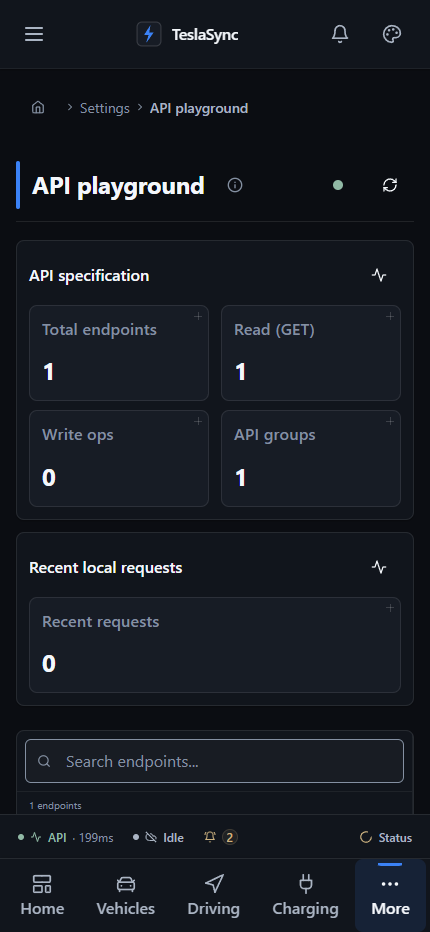 TeslaSync
Settings API playground
API playground
API specification
Total endpoints
1
Read (GET)
1
Write ops
0
API groups
1
Recent local requests
Recent requests
0
Search endpoints...
1 endpoints
API · 199ms
Idle
2
Status
Home
Vehicles
Driving
Charging
More